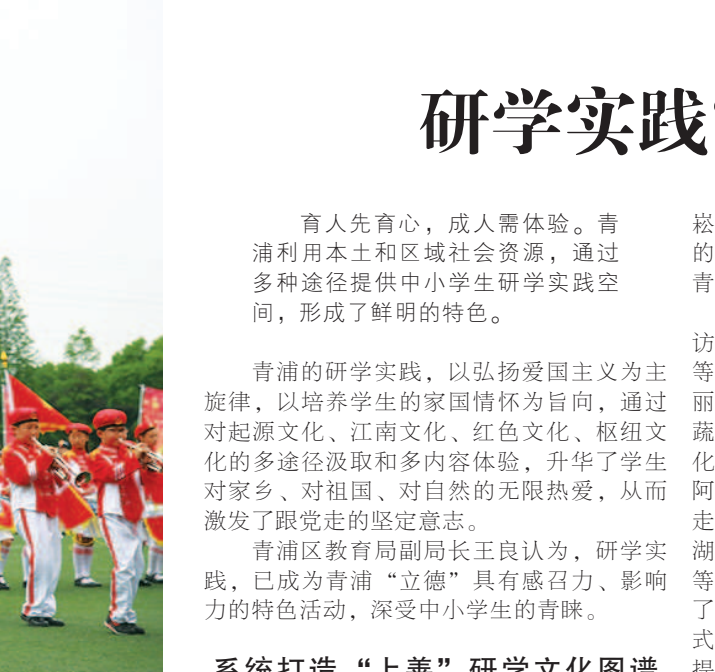 研学实践
育人先育心，成人需体验。青
浦利用本土和区域社会资源，通过
多种途径提供中小学生研学实践空
间，形成了鲜明的特色。
青浦的研学实践，以弘扬爱国主义为主
旋律，以培养学生的家国情怀为旨向，通过
对起源文化、江南文化、红色文化、枢纽文
化的多途径汲取和多内容体验，升华了学生
对家乡、对祖国、对自然的无限热爱，从而
激发了跟党走的坚定意志。
青浦区教育局副局长王良认为，研学实
践，已成为青浦“立德”具有感召力、影响
力的特色活动，深受中小学生的青睐。
系统打造“上善”研学文化图谱
崧
的
青
访
等
丽
蔬
化
阿
走
湖
等
了
式
提